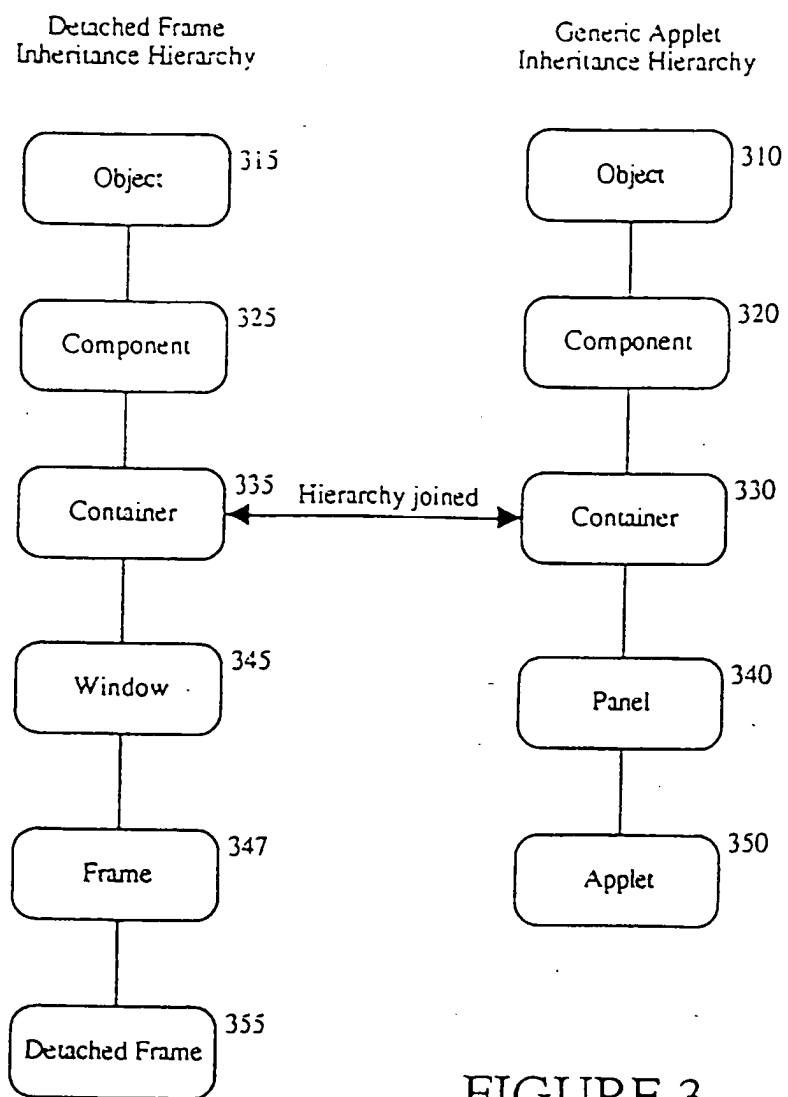 Detached Frame
Inheritance Hierarchy
Generic Applet
Inheritance Hierarchy
Object
315
Object
310
Component
325
Component
320
Container
335
Hierarchy joined
Container
330
Window
345
Panel
340
Frame
347
Applet
350
Detached Frame
355
FIGURE 3